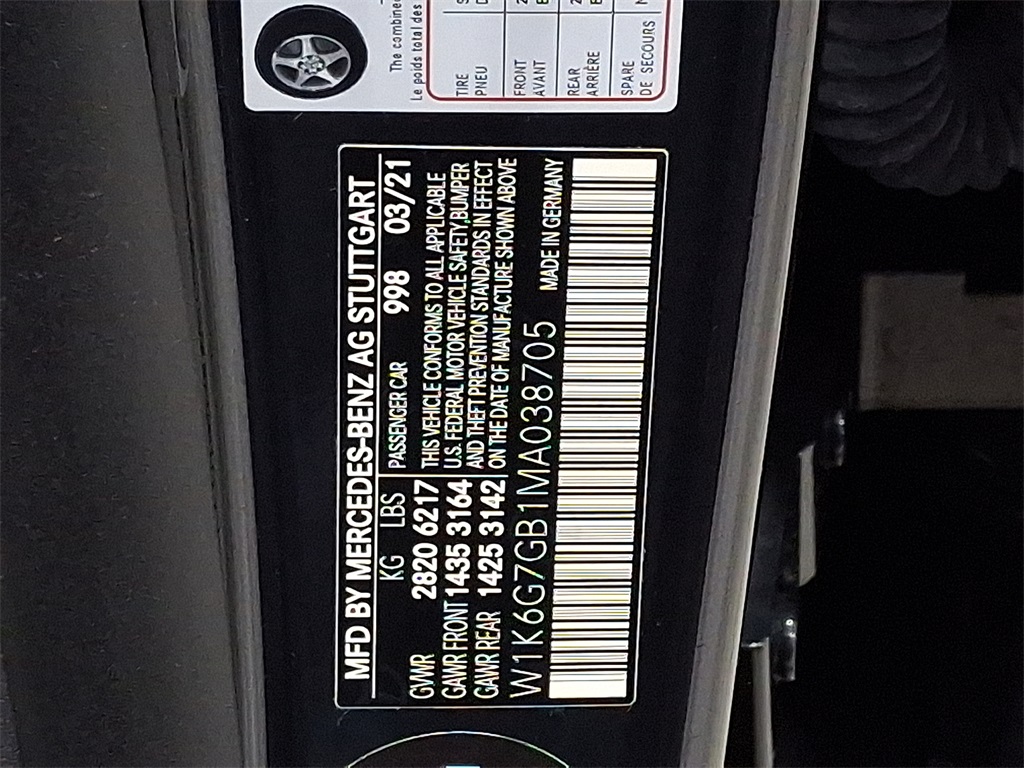 MFD BY MERCEDES-BENZ AG STUTTGART
KG LBS PASSENGER CAR 998 03/21
GVWR 2820 6217
GAWR FRONT 1435 3164
GAWR REAR 1425 3142
THIS VEHICLE CONFORMS TO ALL APPLICABLE
U.S. FEDERAL MOTOR VEHICLE SAFETY,BUMPER
AND THEFT PREVENTION STANDARDS IN EFFECT
ON THE DATE OF MANUFACTURE SHOWN ABOVE
W1K6G7GB1MA038705 MADE IN GERMANY
The combined
Le poids total des
TIRE
PNEU
FRONT
AVANT
REAR
ARRIÈRE
SPARE
DE SECOURS